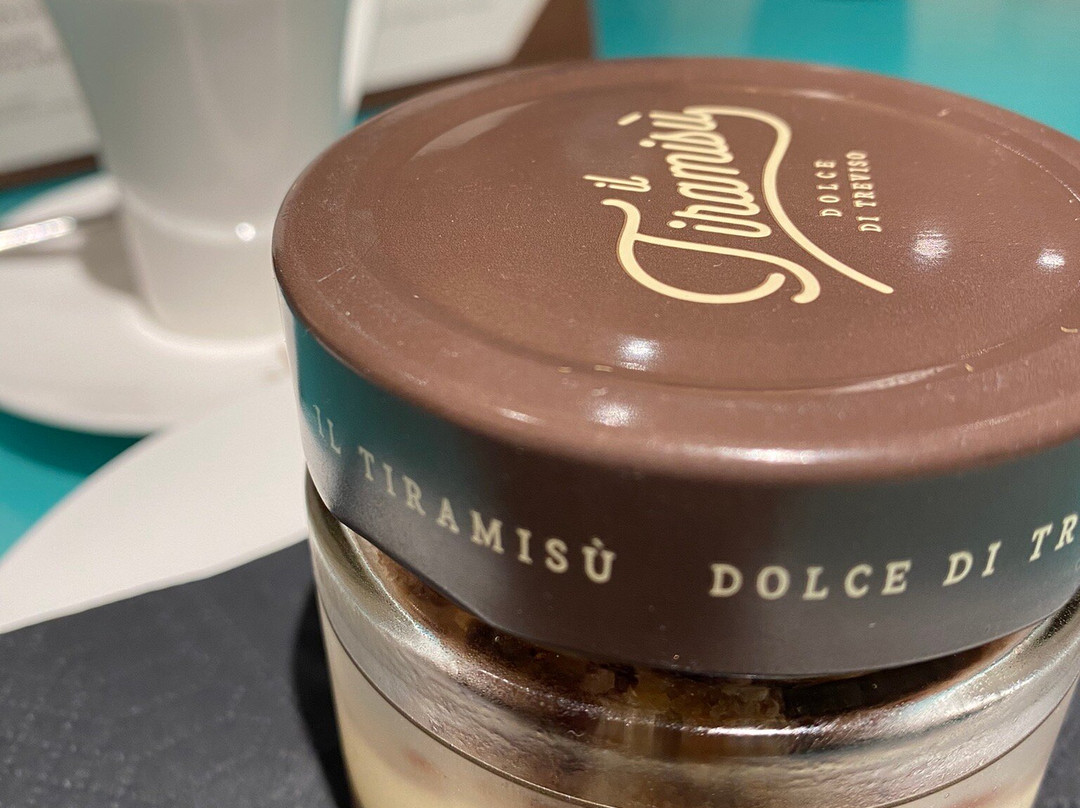 il
Tiramisù
DOLCE
DI TREVISO
IL TIRAMISÙ DOLCE DI TR